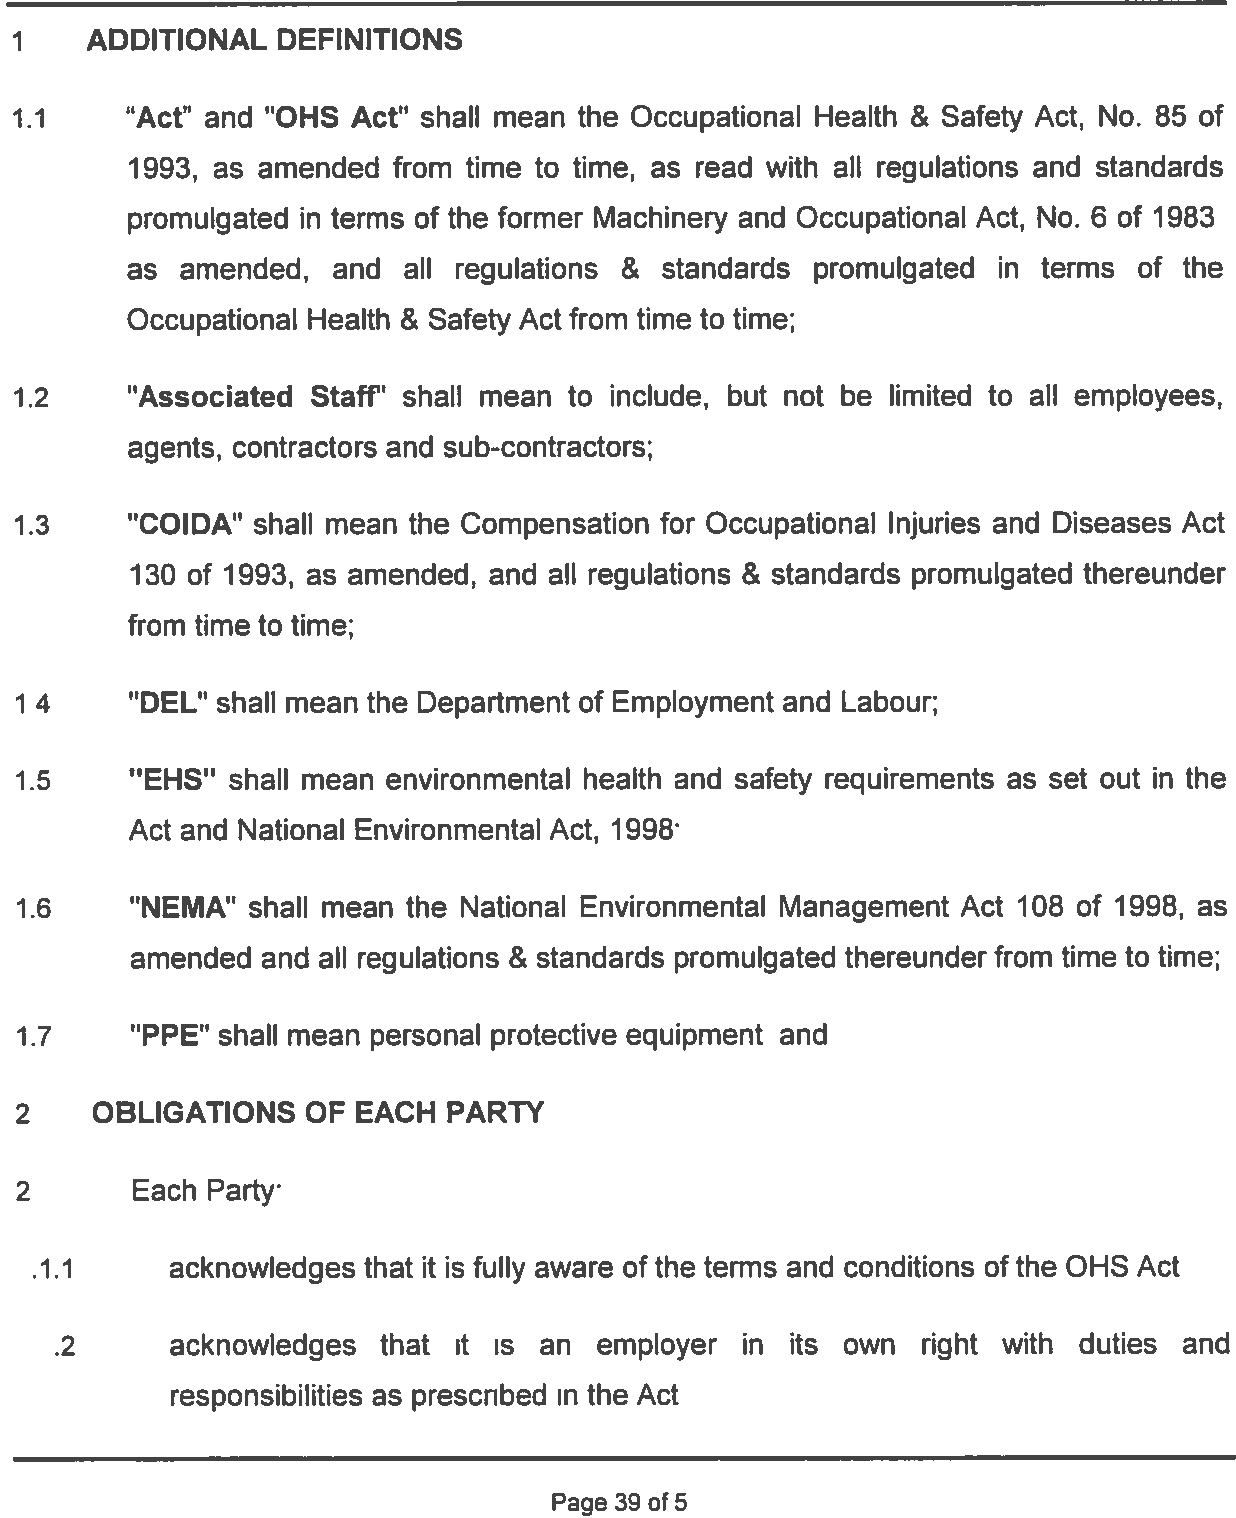 1 ADDITIONAL DEFINITIONS
1.1 “Act” and "OHS Act" shall mean the Occupational Health & Safety Act, No. 85 of
1993, as amended from time to time, as read with all regulations and standards
promulgated in terms of the former Machinery and Occupational Act, No. 6 of 1983
as amended, and all regulations & standards promulgated in terms of the
Occupational Health & Safety Act from time to time;
1.2 "Associated Staff" shall mean to include, but not be limited to all employees,
agents, contractors and sub-contractors;
1.3 "COIDA" shall mean the Compensation for Occupational Injuries and Diseases Act
130 of 1993, as amended, and all regulations & standards promulgated thereunder
from time to time;
1 4 "DEL" shall mean the Department of Employment and Labour;
1.5 "EHS" shall mean environmental health and safety requirements as set out in the
Act and National Environmental Act, 1998·
1.6 "NEMA" shall mean the National Environmental Management Act 108 of 1998, as
amended and all regulations & standards promulgated thereunder from time to time;
1.7 "PPE" shall mean personal protective equipment and
2 OBLIGATIONS OF EACH PARTY
2 Each Party·
.1.1 acknowledges that it is fully aware of the terms and conditions of the OHS Act
.2 acknowledges that it is an employer in its own right with duties and
responsibilities as prescribed in the Act
Page 39 of 5